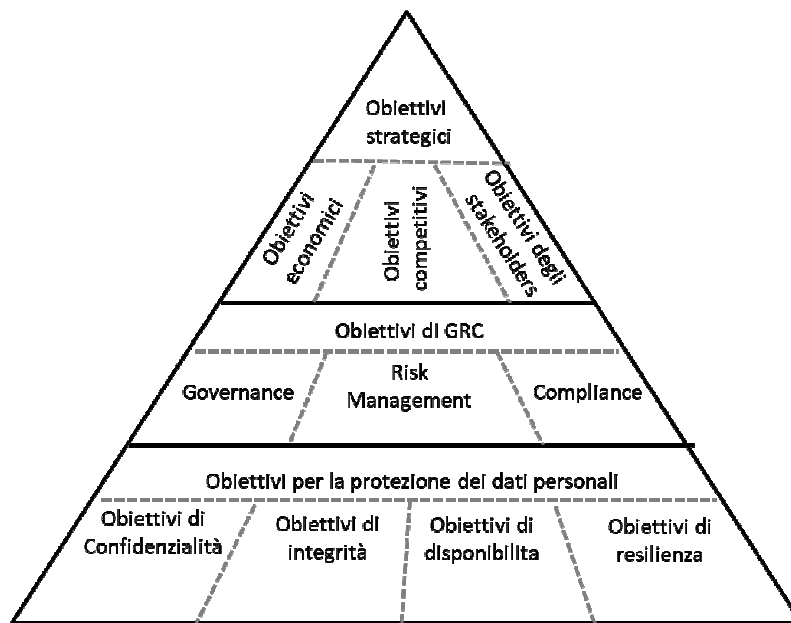 Obiettivi
strategici
Obiettivi
economici
Obiettivi
competitivi
Obiettivi degli
stakeholders
Obiettivi di GRC
Governance
Risk
Management
Compliance
Obiettivi per la protezione dei dati personali
Obiettivi di
Confidenzialità
Obiettivi di
integrità
Obiettivi di
disponibilita
Obiettivi di
resilienza